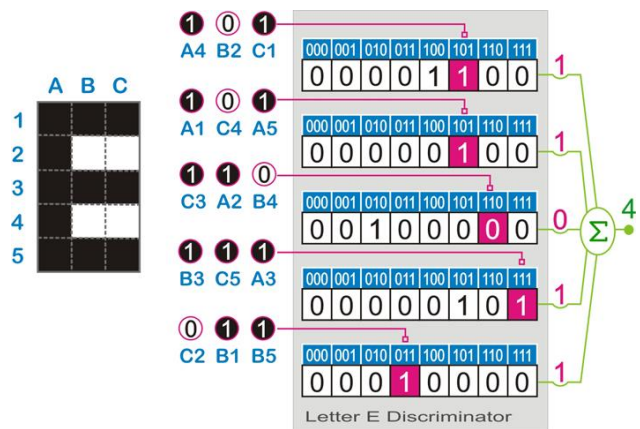 1 0 1
A4 B2 C1
000 001 010 011 100 101 110 111
0 0 0 0 1 1 0 0
1
A B C
1
2
3
4
5
1 0 1
A1 C4 A5
000 001 010 011 100 101 110 111
0 0 0 0 0 1 0 0
1
1 1 0
C3 A2 B4
000 001 010 011 100 101 110 111
0 0 1 0 0 0 0 0
0
Σ 4
1 1 1
B3 C5 A3
000 001 010 011 100 101 110 111
0 0 0 0 0 1 0 1
1
0 1 1
C2 B1 B5
000 001 010 011 100 101 110 111
0 0 0 1 0 0 0 0
1
Letter E Discriminator